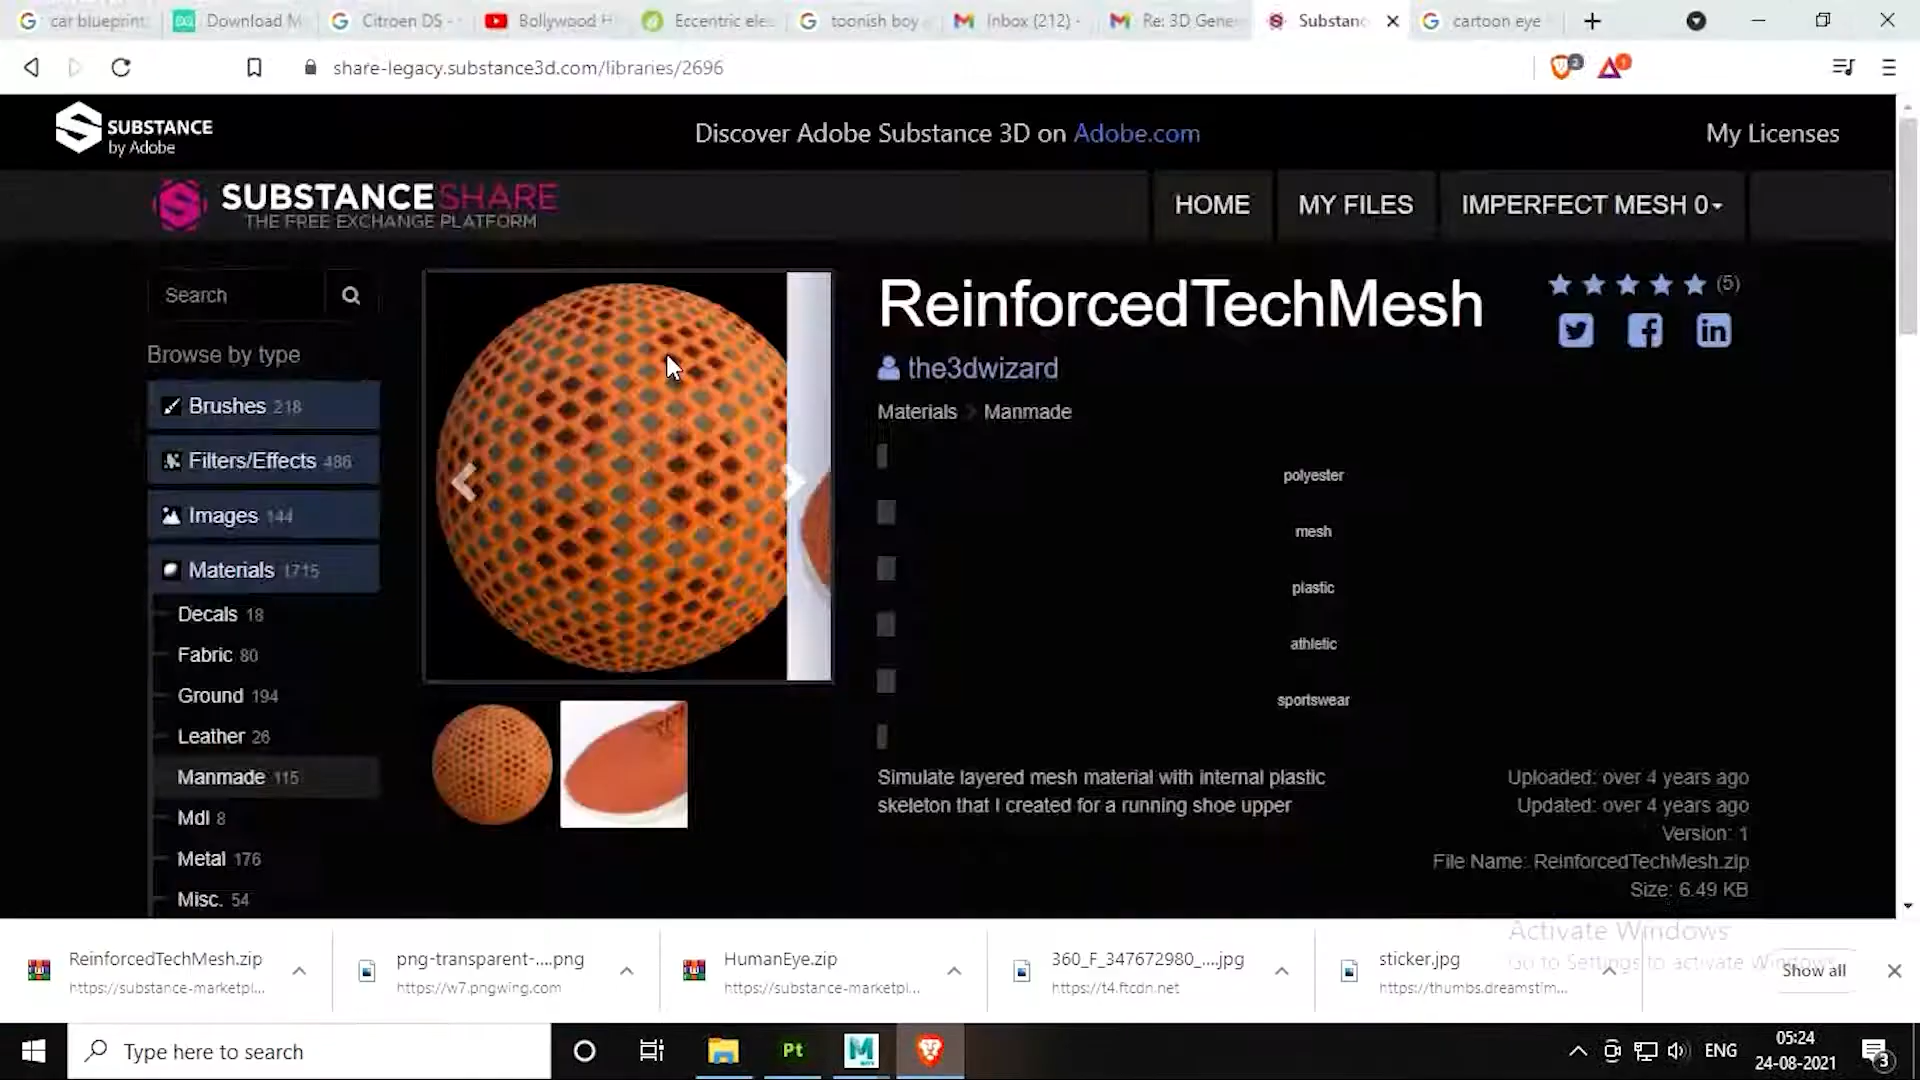 car blueprint
Download M
Citroen DS -
Bollywood H
Eccentric ele
toonish boy
Inbox (212) -
Re: 3D Gene
Substanc
cartoon eye
share-legacy.substance3d.com/libraries/2696
2
1
SUBSTANCE
by Adobe
Discover Adobe Substance 3D on Adobe.com
My Licenses
SUBSTANCE SHARE
THE FREE EXCHANGE PLATFORM
HOME
MY FILES
IMPERFECT MESH 0
Search
Browse by type
Brushes 218
Filters/Effects 486
Images 144
Materials 1715
Decals 18
Fabric 80
Ground 194
Leather 26
Manmade 115
Mdl 8
Metal 176
Misc. 54
ReinforcedTechMesh
(5)
the3dwizard
Materials Manmade
polyester
mesh
plastic
athletic
sportswear
Simulate layered mesh material with internal plastic
skeleton that I created for a running shoe upper
Uploaded: over 4 years ago
Updated: over 4 years ago
Version: 1
File Name: ReinforcedTechMesh.zip
Size: 6.49 KB
Activate Windows
Go to Settings to activate Windows.
ReinforcedTechMesh.zip
https://substance-marketpl...
png-transparent-....png
https://w7.pngwing.com
HumanEye.zip
https://substance-marketpl...
360_F_347672980_....jpg
https://t4.ftcdn.net
sticker.jpg
https://thumbs.dreamstim...
Show all
Type here to search
Pt
M
ENG
05:24
24-08-2021
3